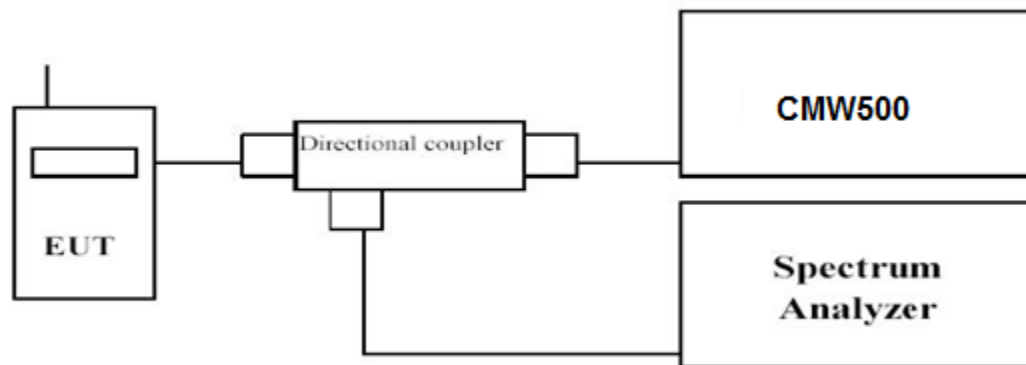 Directional coupler
CMW500
EUT
Spectrum
Analyzer